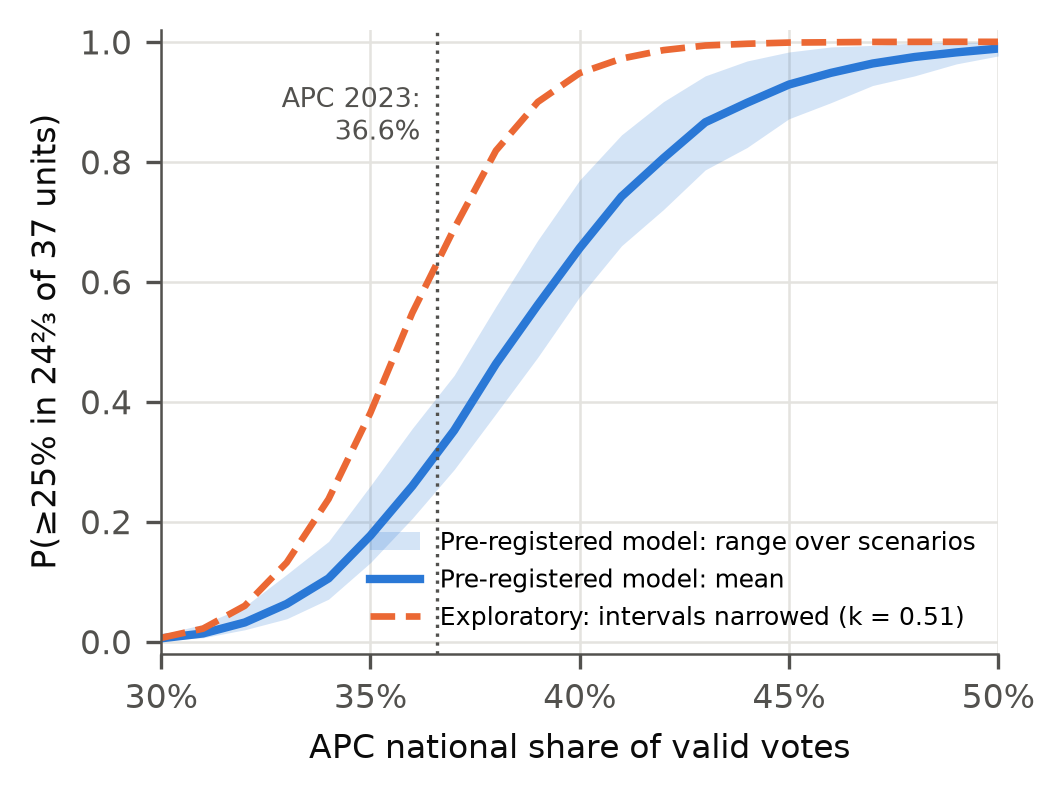 1.0
0.8
0.6
0.4
0.2
0.0
P(≥25% in 24⅔ of 37 units)
APC 2023:
36.6%
Pre-registered model: range over scenarios
Pre-registered model: mean
Exploratory: intervals narrowed (k = 0.51)
30% 35% 40% 45% 50%
APC national share of valid votes